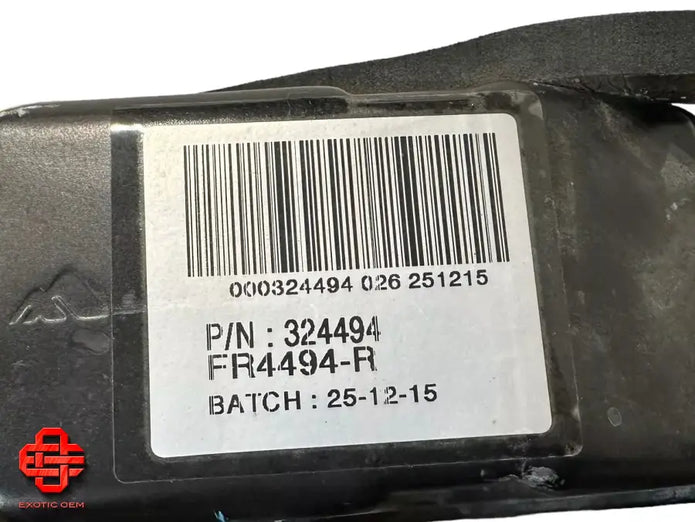 000324494 026 251215
P/N : 324494
FR4494-R
BATCH : 25-12-15
EXOTIC OEM